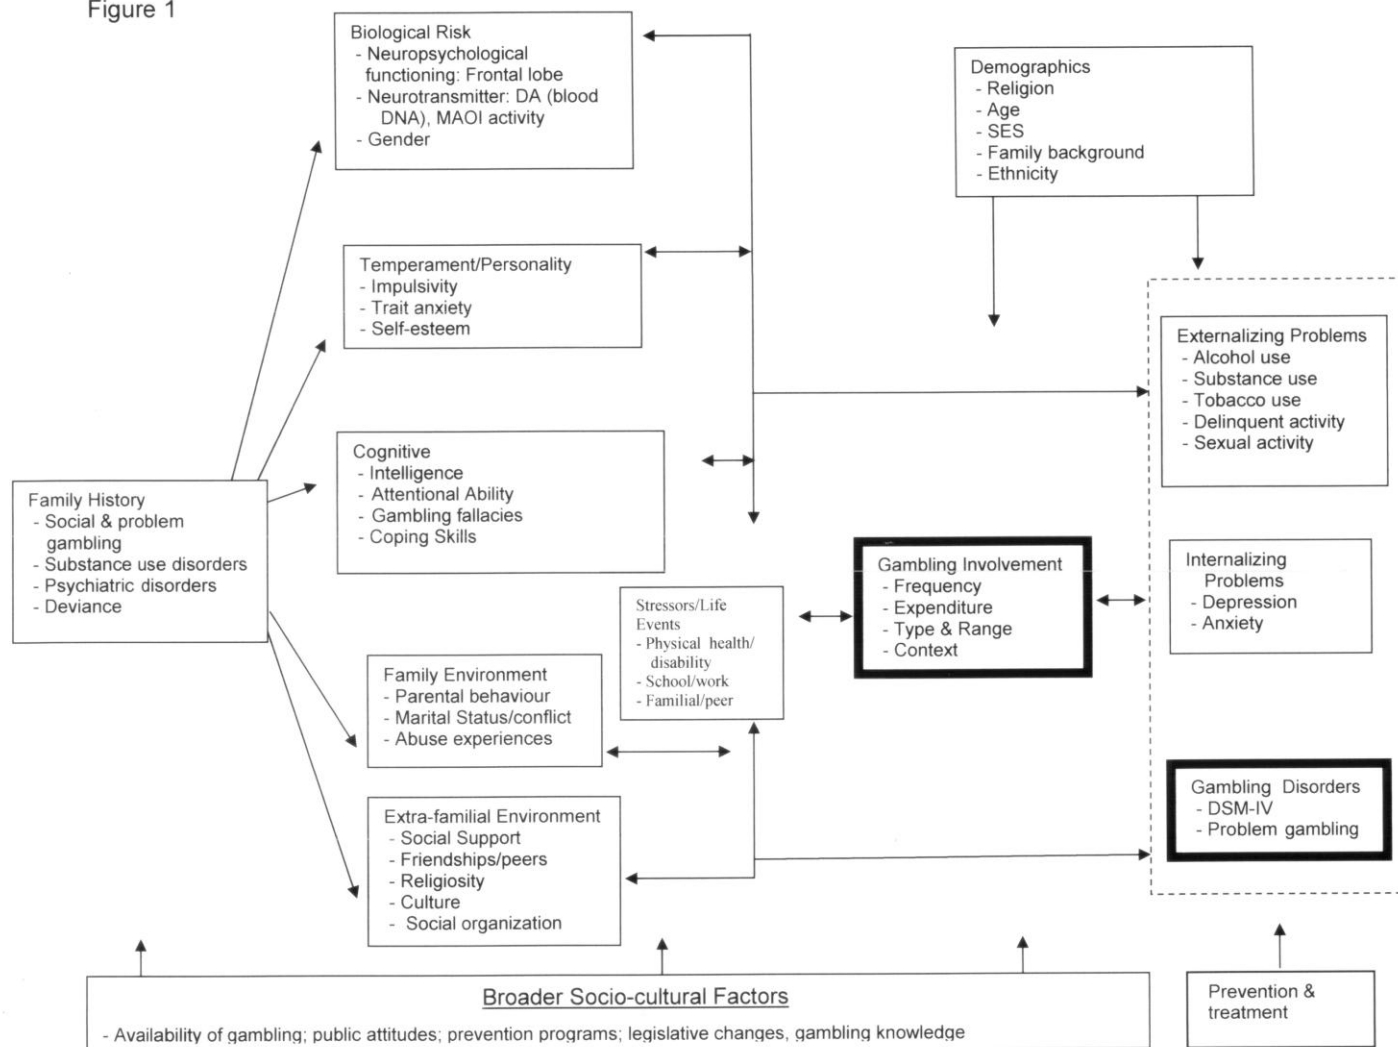 Figure 1
Biological Risk
- Neuropsychological
functioning: Frontal lobe
- Neurotransmitter: DA (blood
DNA), MAOI activity
- Gender
Demographics
- Religion
- Age
- SES
- Family background
- Ethnicity
Temperament/Personality
- Impulsivity
- Trait anxiety
- Self-esteem
Externalizing Problems
- Alcohol use
- Substance use
- Tobacco use
- Delinquent activity
- Sexual activity
Cognitive
- Intelligence
- Attentional Ability
- Gambling fallacies
- Coping Skills
Family History
- Social & problem
gambling
- Substance use disorders
- Psychiatric disorders
- Deviance
Stressors/Life
Events
- Physical health/
disability
- School/work
- Familial/peer
Gambling Involvement
- Frequency
- Expenditure
- Type & Range
- Context
Internalizing
Problems
- Depression
- Anxiety
Family Environment
- Parental behaviour
- Marital Status/conflict
- Abuse experiences
Extra-familial Environment
- Social Support
- Friendships/peers
- Religiosity
- Culture
- Social organization
Gambling Disorders
- DSM-IV
- Problem gambling
Broader Socio-cultural Factors
- Availability of gambling; public attitudes; prevention programs; legislative changes, gambling knowledge
Prevention &
treatment